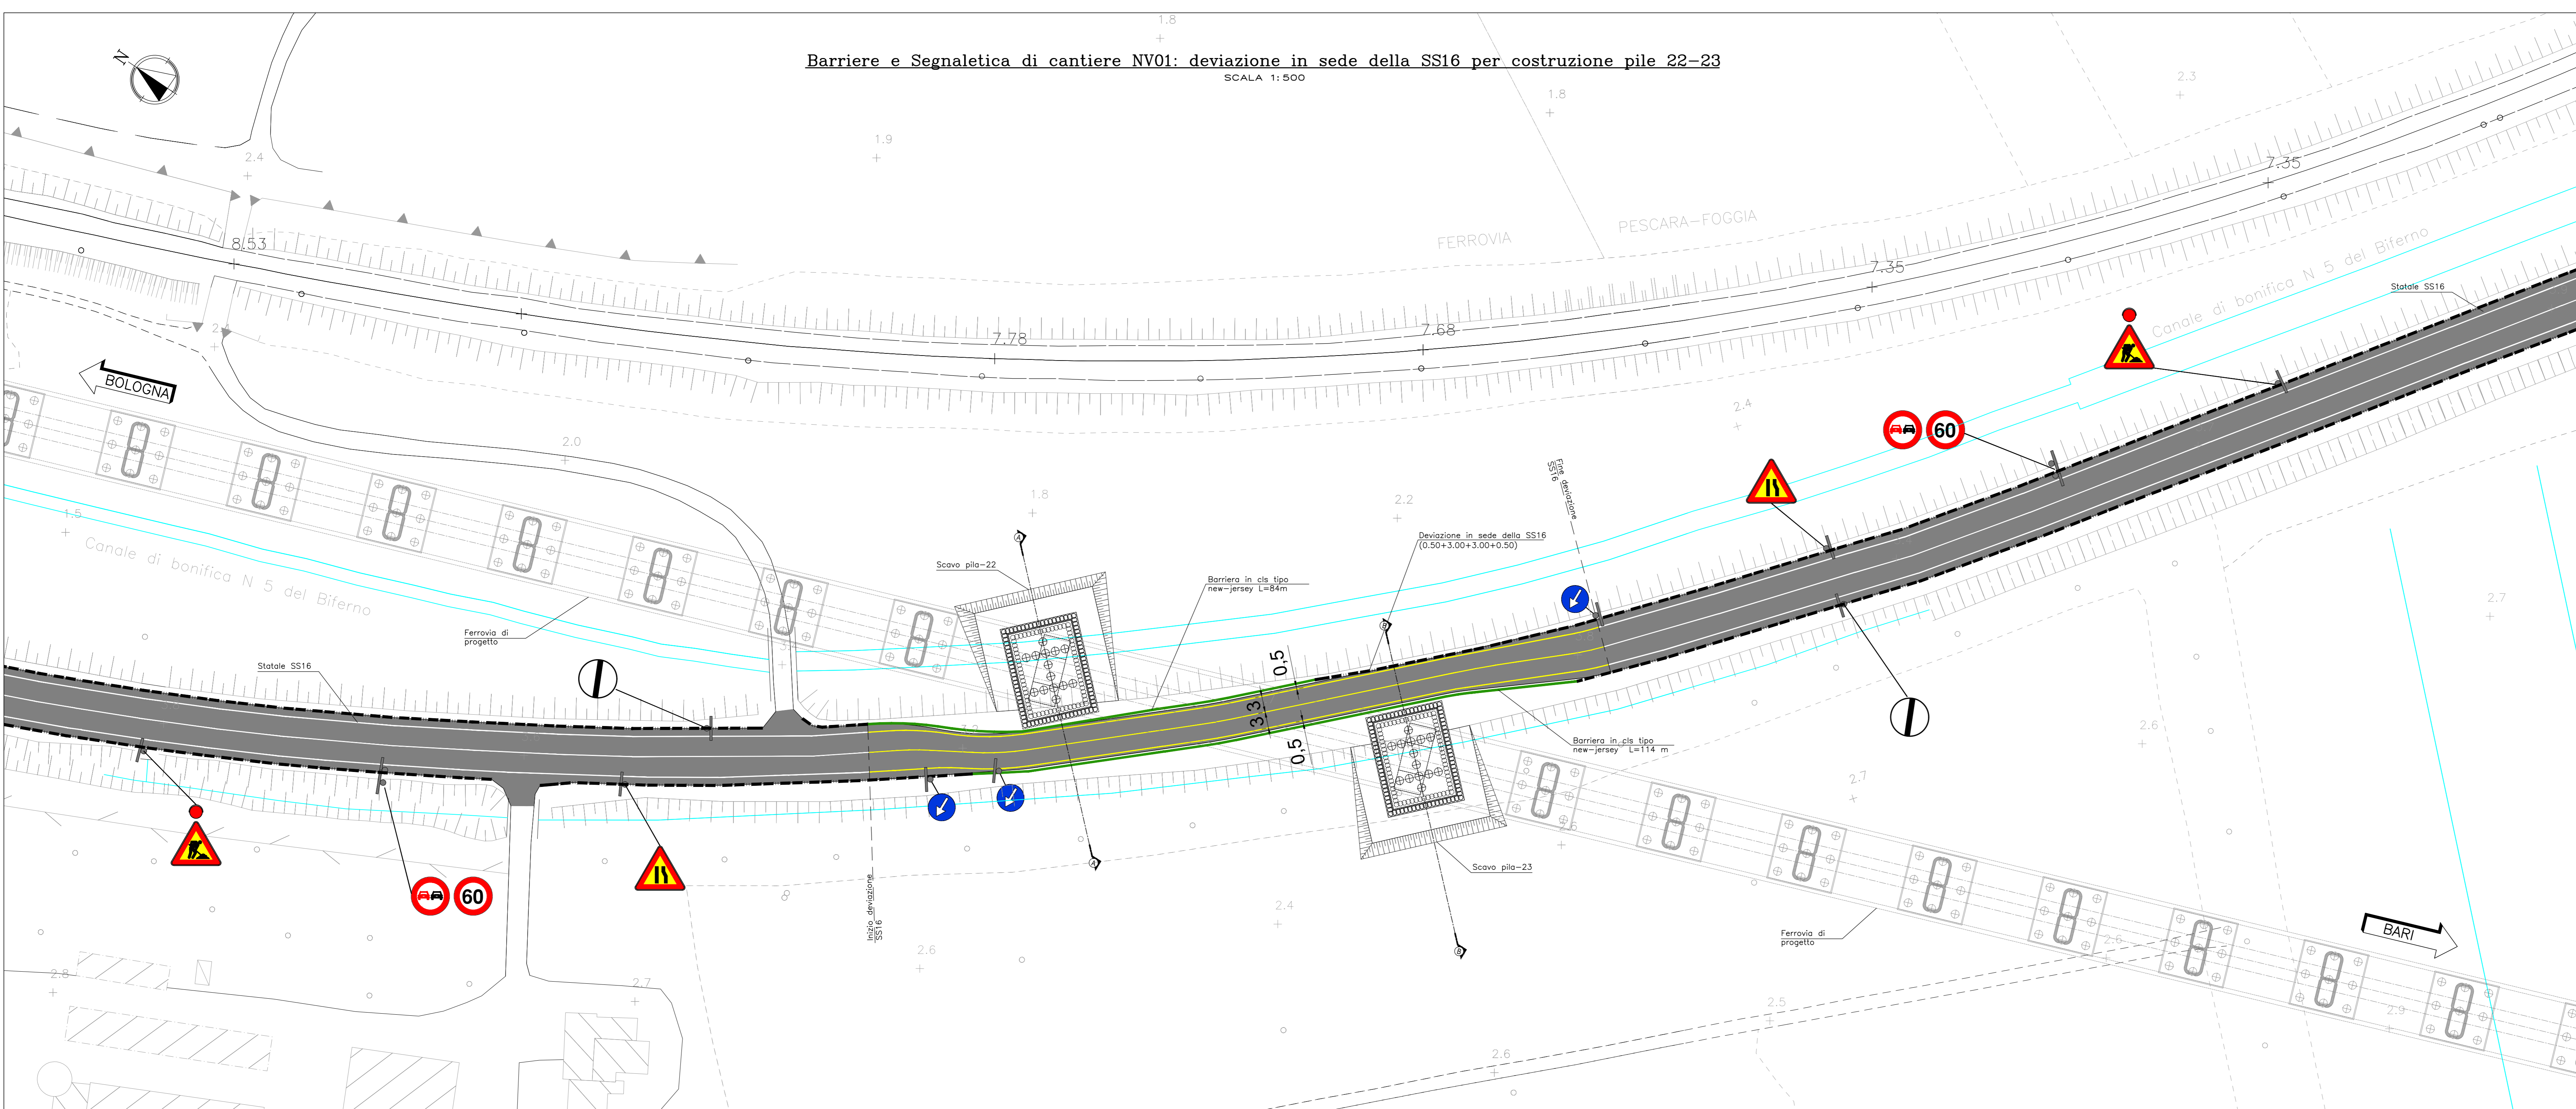 Barriere e Segnaletica di cantiere NV01: deviazione in sede della SS16 per costruzione pile 22-23
SCALA 1:500
N
1.8
1.8
1.9
2.3
2.4
8.53
7.78
7.68
7.35
7.35
FERROVIA
PESCARA-FOGGIA
Canale di bonifica N 5 del Biferno
Statale SS16
BOLOGNA
2.0
1.5
1.8
2.2
2.4
Canale di bonifica N 5 del Biferno
60
Fine deviazione
SS16
Deviazione in sede della SS16
(0.50+3.00+3.00+0.50)
Scavo pila-22
Barriera in cls tipo
new-jersey L=84m
Ferrovia di
progetto
Statale SS16
A
B
0,5
0,5
Barriera in cls tipo
new-jersey L=114 m
A
B
Scavo pila-23
60
Inizio deviazione
SS16
Ferrovia di
progetto
BARI
2.7
2.6
2.7
2.6
2.4
2.6
2.6
2.8
2.7
2.5
2.9
2.6